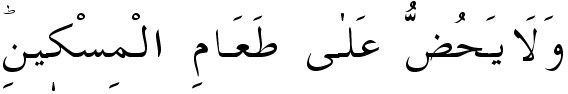 وَلَا يَحُضُّ عَلٰى طَعَامِ الْمِسْكِينِۗ